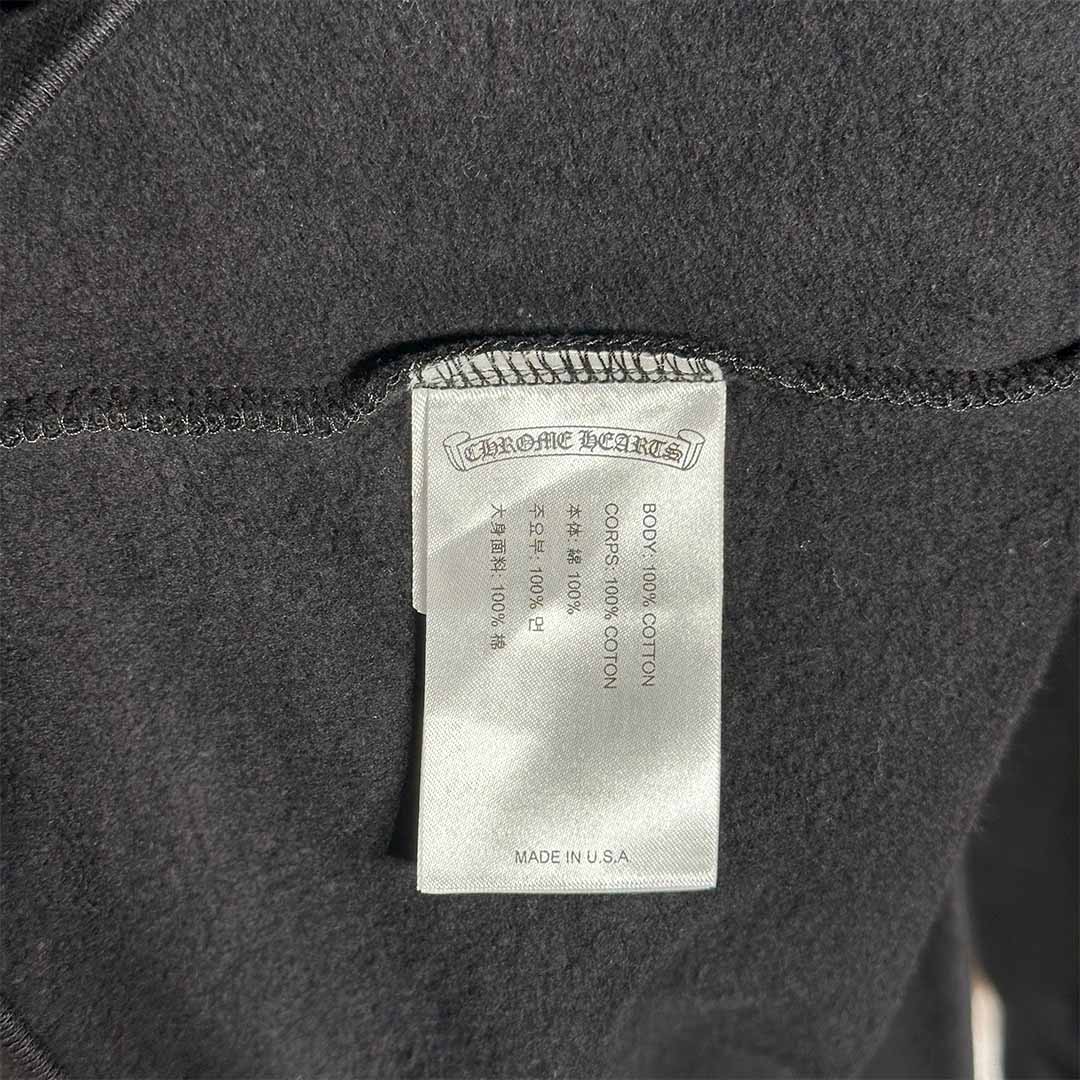 CHROME HEARTS
BODY: 100% COTTON
CORPS: 100% COTON
本体: 綿 100%
주요부: 100% 면
大身面料: 100% 棉
MADE IN U.S.A